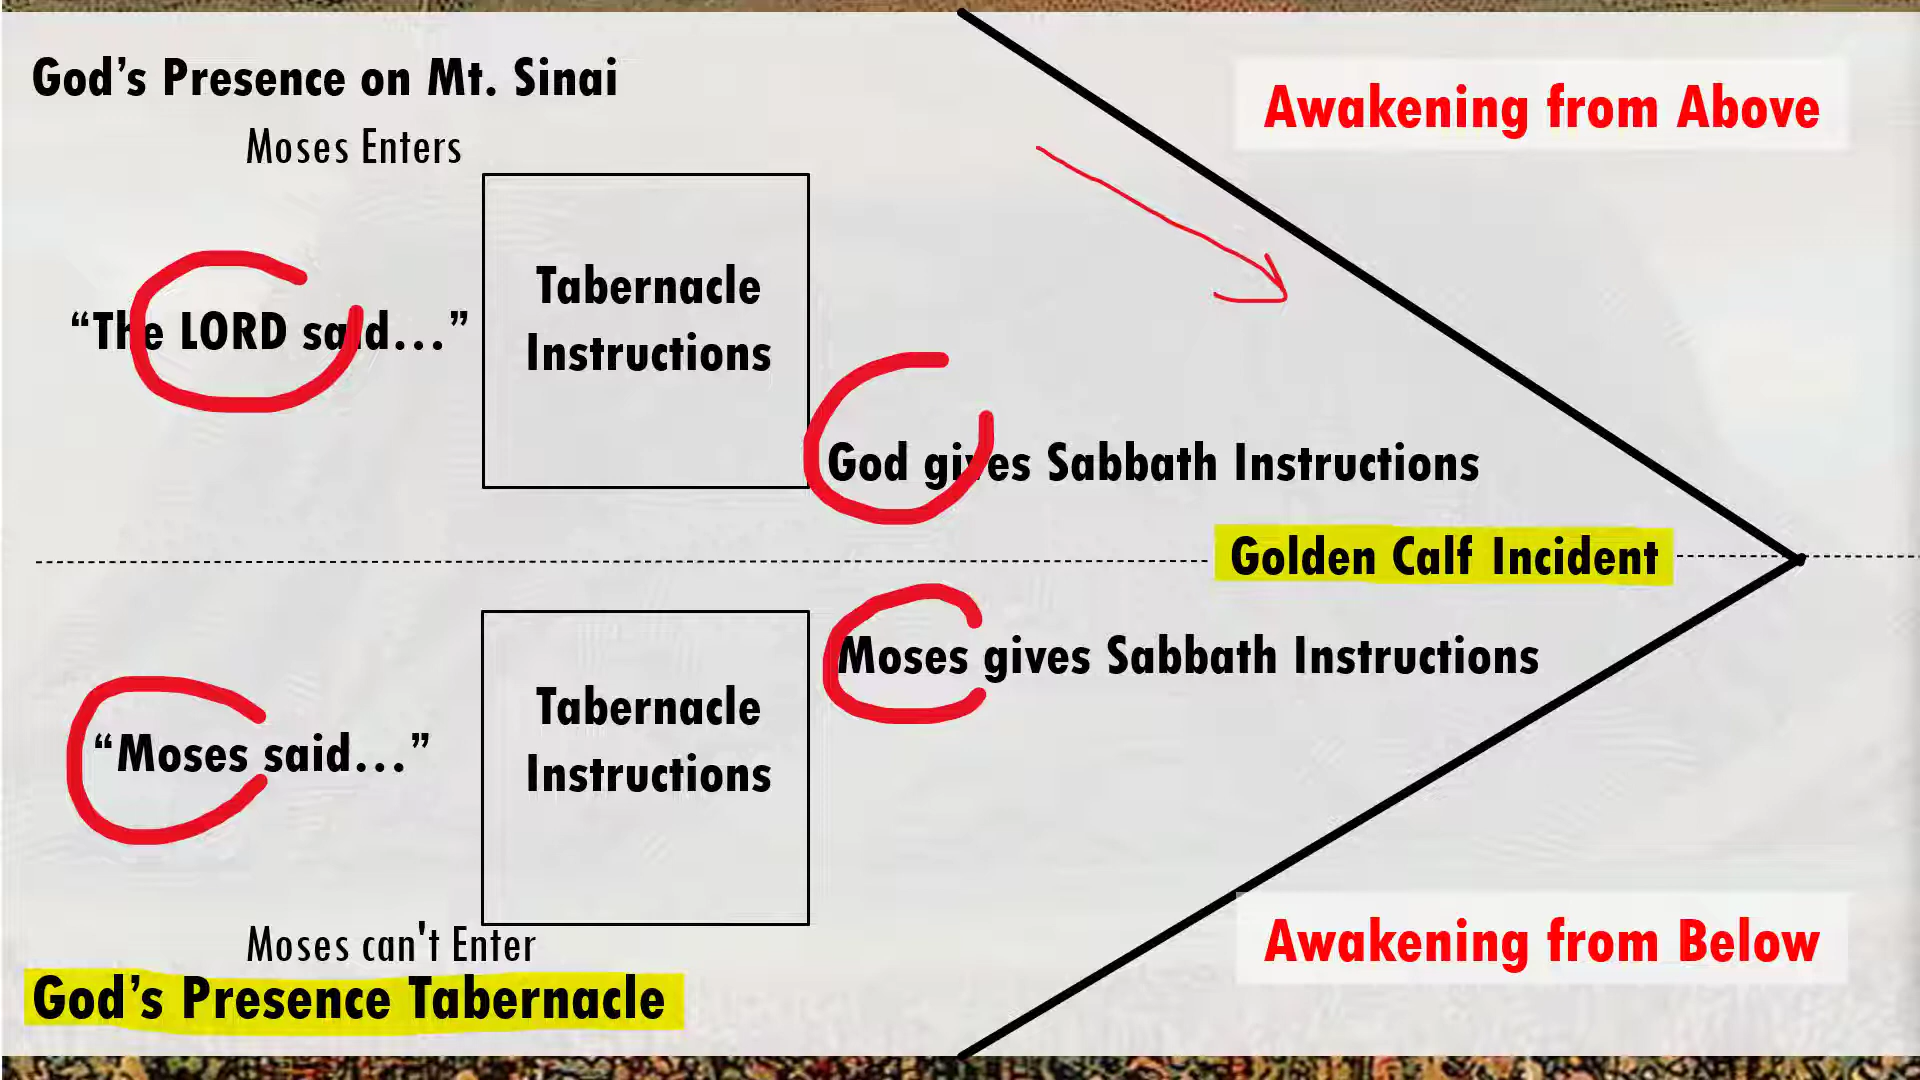 God’s Presence on Mt. Sinai
Awakening from Above
Moses Enters
“The LORD said...”
Tabernacle
Instructions
God gives Sabbath Instructions
Golden Calf Incident
Moses gives Sabbath Instructions
“Moses said...”
Tabernacle
Instructions
Moses can't Enter
Awakening from Below
God’s Presence Tabernacle